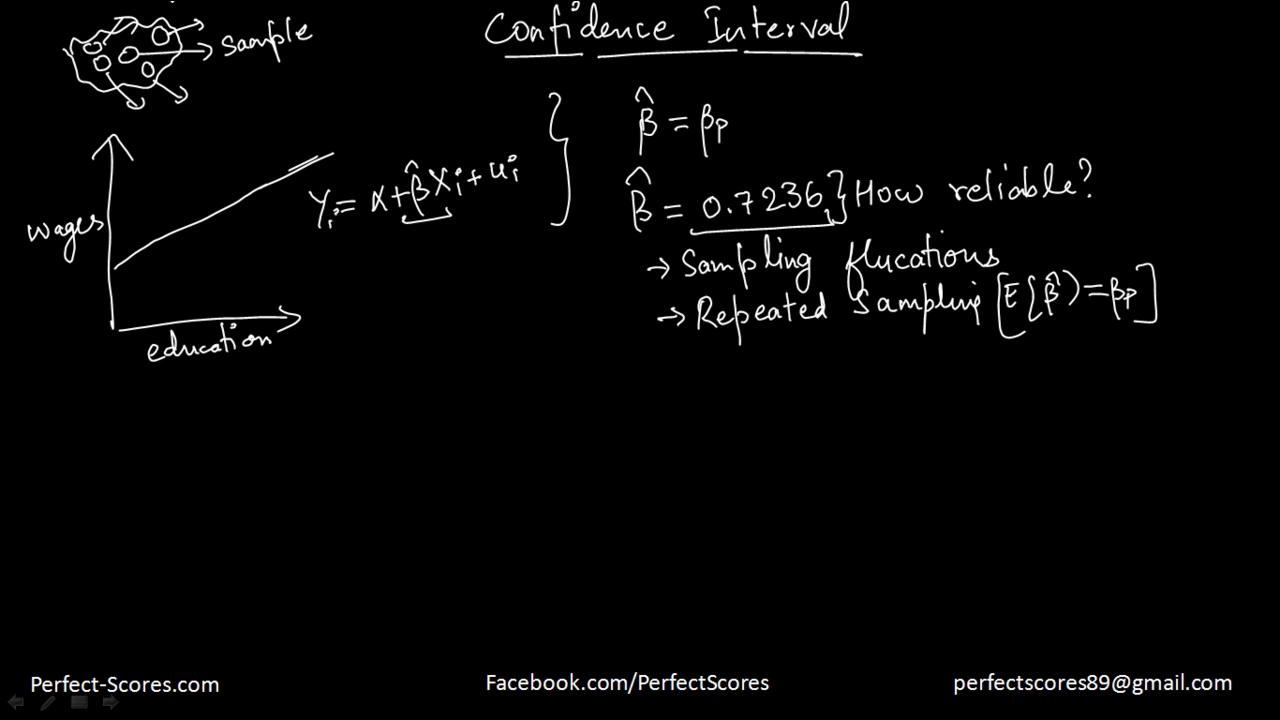 Confidence Interval
sample
wages
education
Yᵢ = α + β̂Xᵢ + uᵢ
β̂ = βp
β̂ = 0.7236} How reliable?
→ Sampling flucations
→ Repeated Sampling [E(β̂) = βp]
Perfect-Scores.com
Facebook.com/PerfectScores
perfectscores89@gmail.com